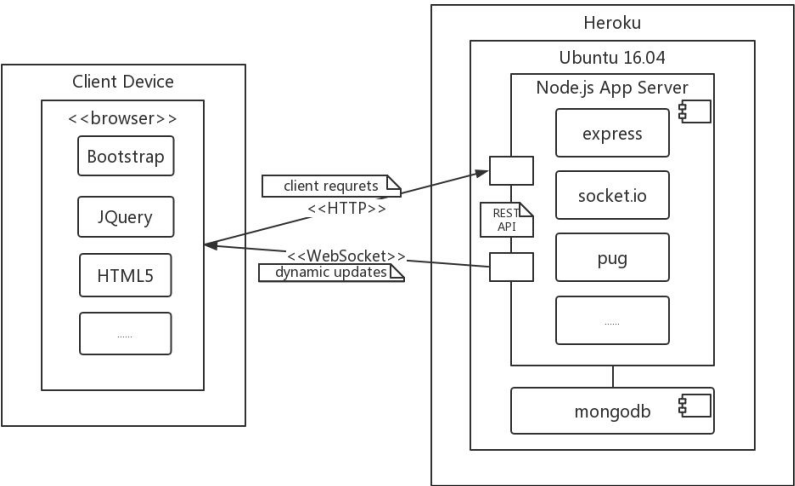 Client Device
<<browser>>
Bootstrap
JQuery
HTML5
......
client requrets
<<HTTP>>
<<WebSocket>>
dynamic updates
Heroku
Ubuntu 16.04
Node.js App Server
express
socket.io
REST
API
pug
......
mongodb